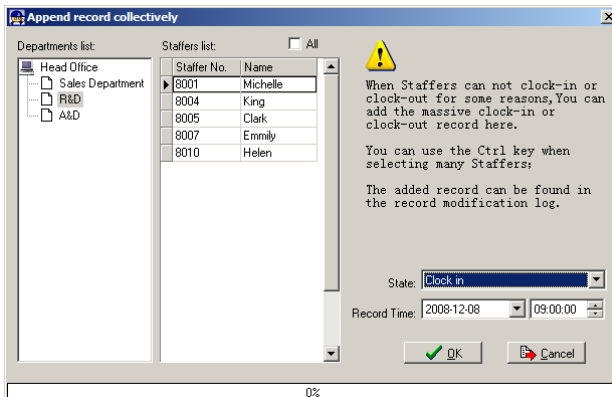 Append record collectively
Departments list:
Head Office
Sales Department
R&D
A&D
Staffers list:
All
Staffer No. Name
8001 Michelle
8004 King
8005 Clark
8007 Emmily
8010 Helen
When Staffers can not clock-in or
clock-out for some reasons,You can
add the massive clock-in or
clock-out record here.
You can use the Ctrl key when
selecting many Staffers;
The added record can be found in
the record modification log.
State: Clock in
Record Time: 2008-12-08 09:00:00
OK Cancel
0%